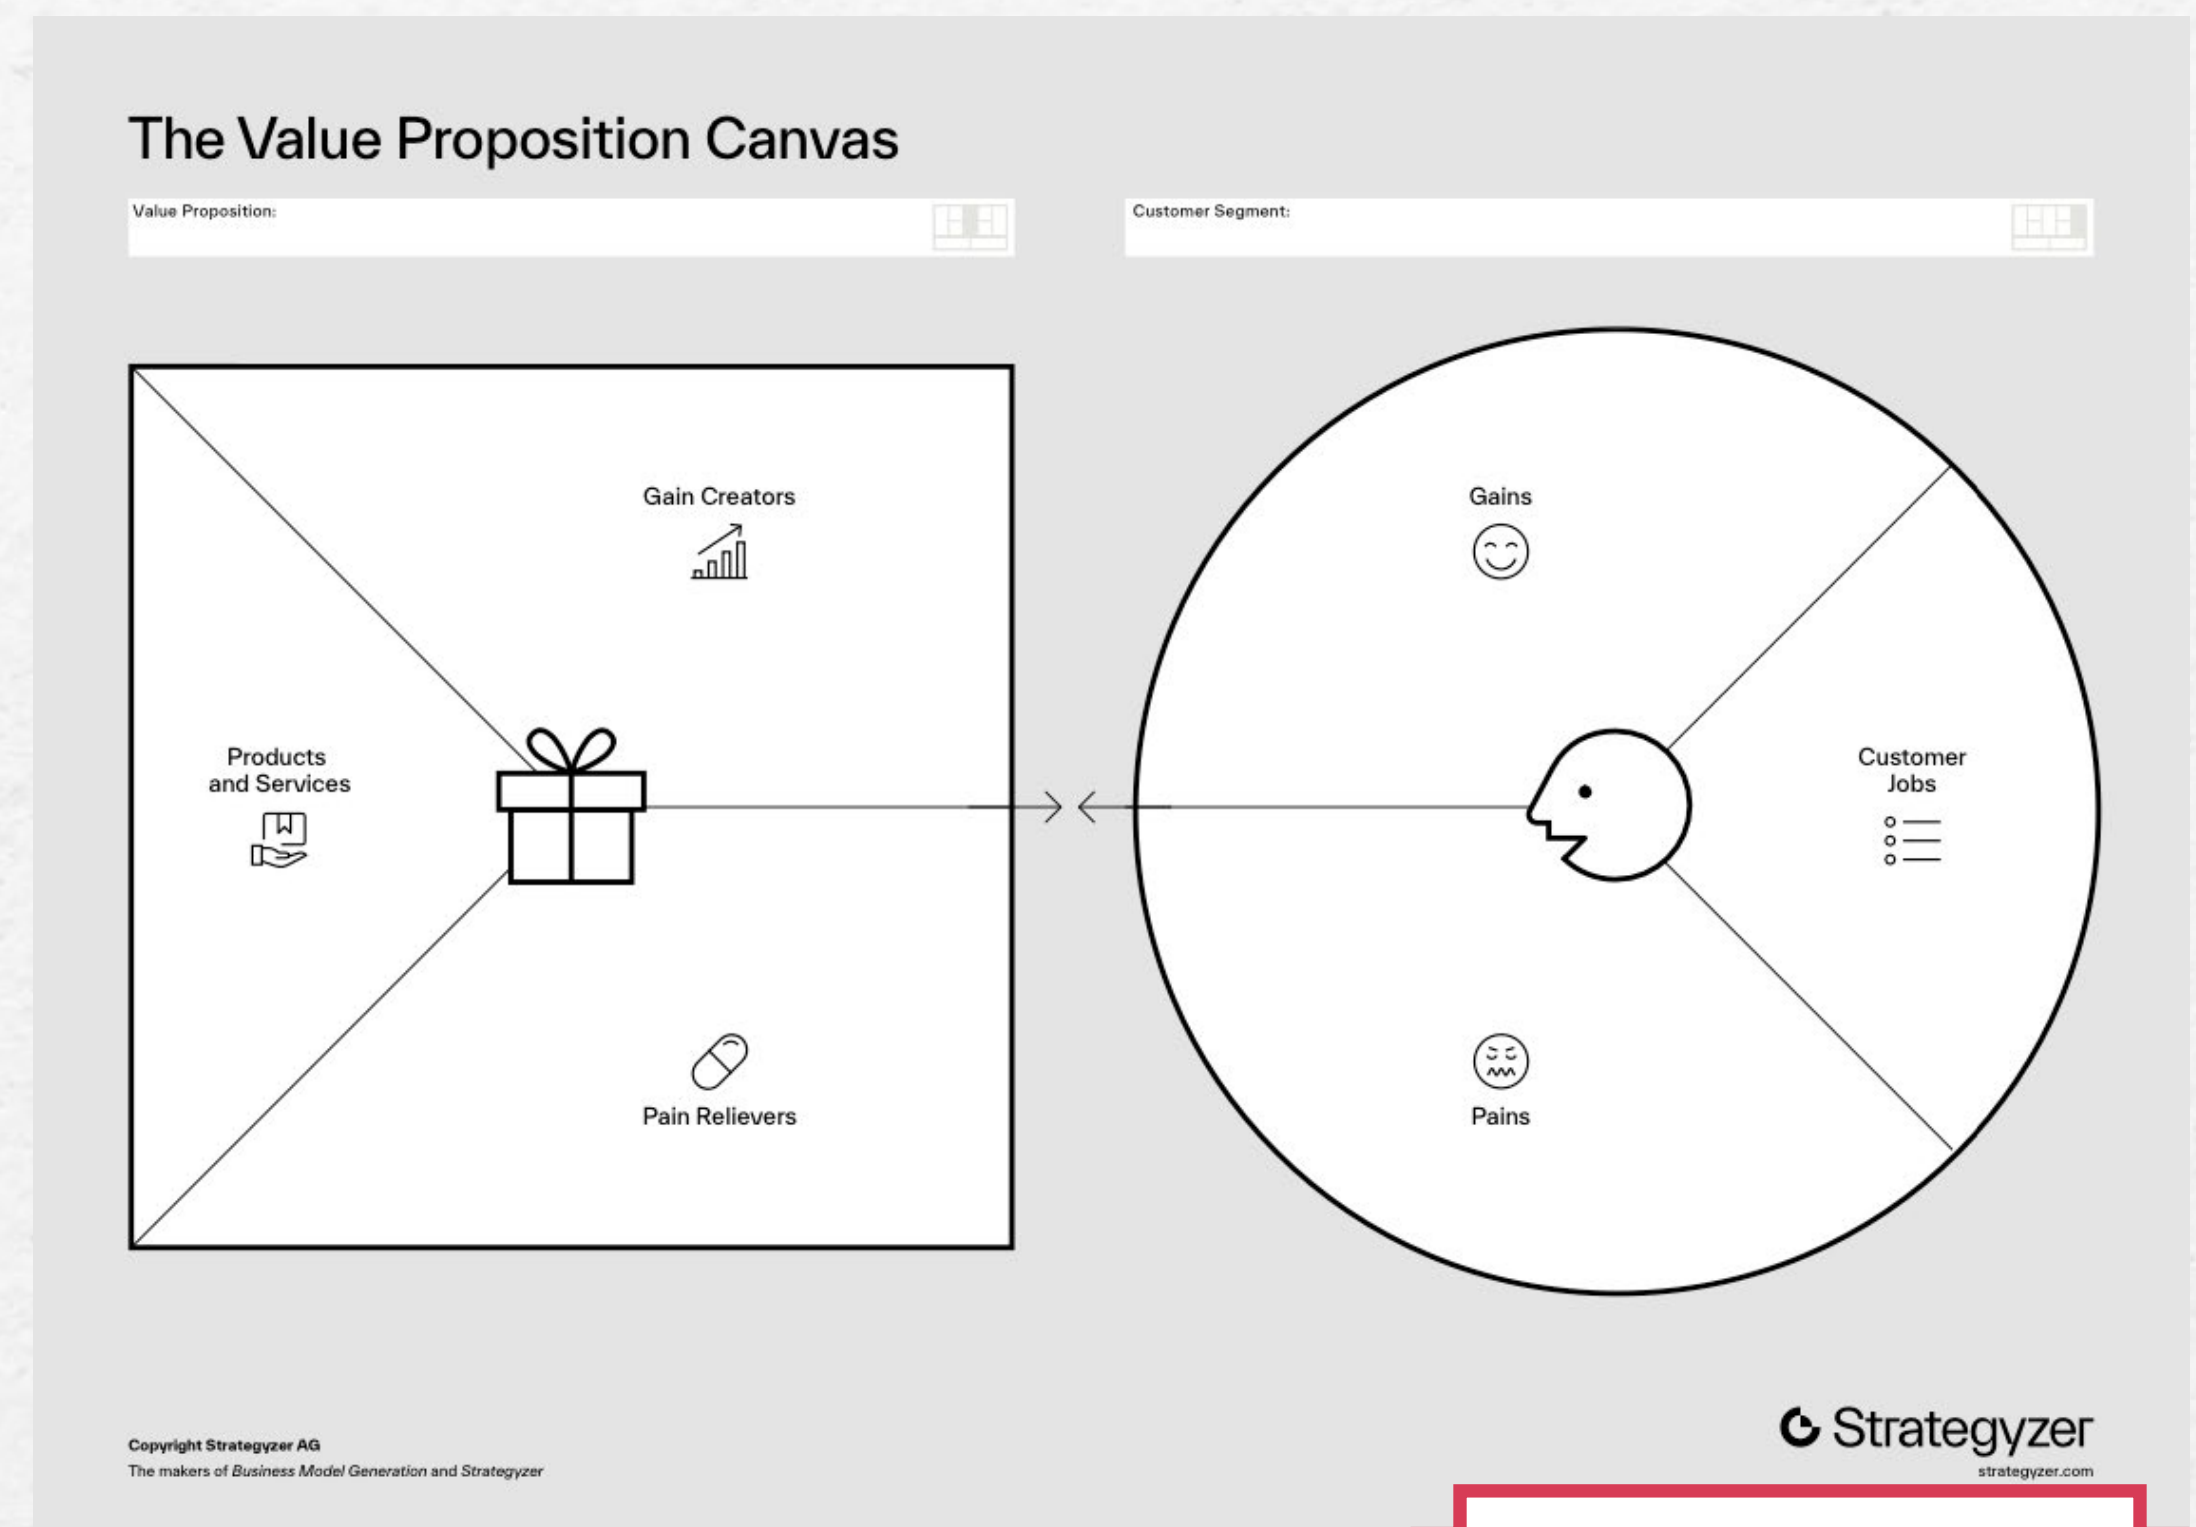 The Value Proposition Canvas
Value Proposition:
Customer Segment:
Gain Creators
Gains
Products
and Services
Customer
Jobs
Pain Relievers
Pains
Copyright Strategyzer AG
The makers of Business Model Generation and Strategyzer
Strategyzer
strategyzer.com